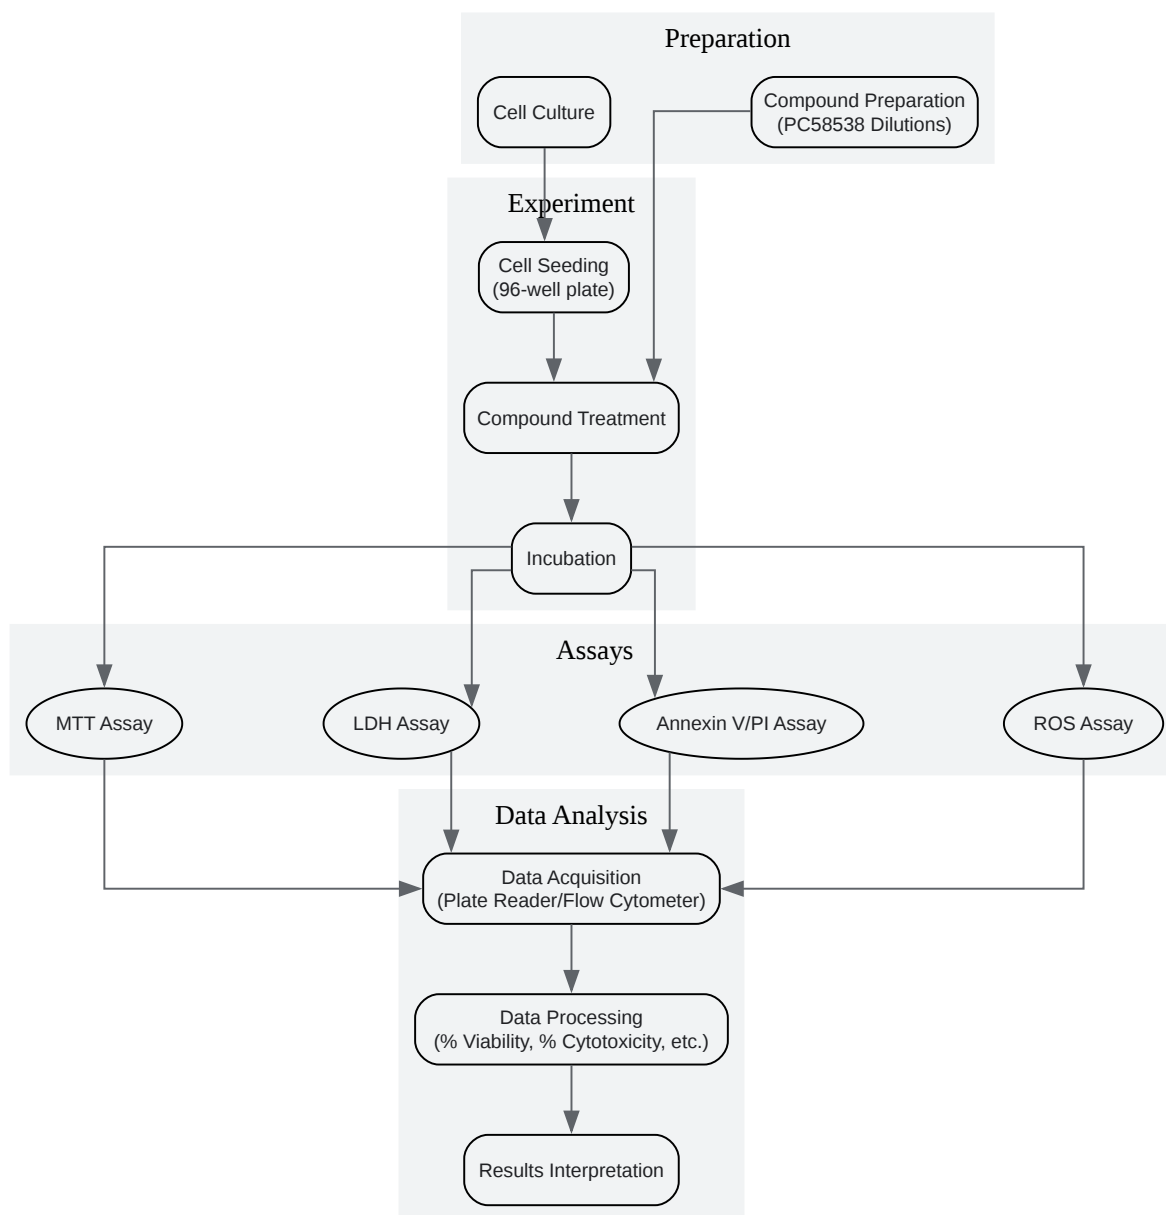 Preparation
Cell Culture
Compound Preparation
(PC58538 Dilutions)
Experiment
Cell Seeding
(96-well plate)
Compound Treatment
Incubation
Assays
MTT Assay
LDH Assay
Annexin V/PI Assay
ROS Assay
Data Analysis
Data Acquisition
(Plate Reader/Flow Cytometer)
Data Processing
(% Viability, % Cytotoxicity, etc.)
Results Interpretation